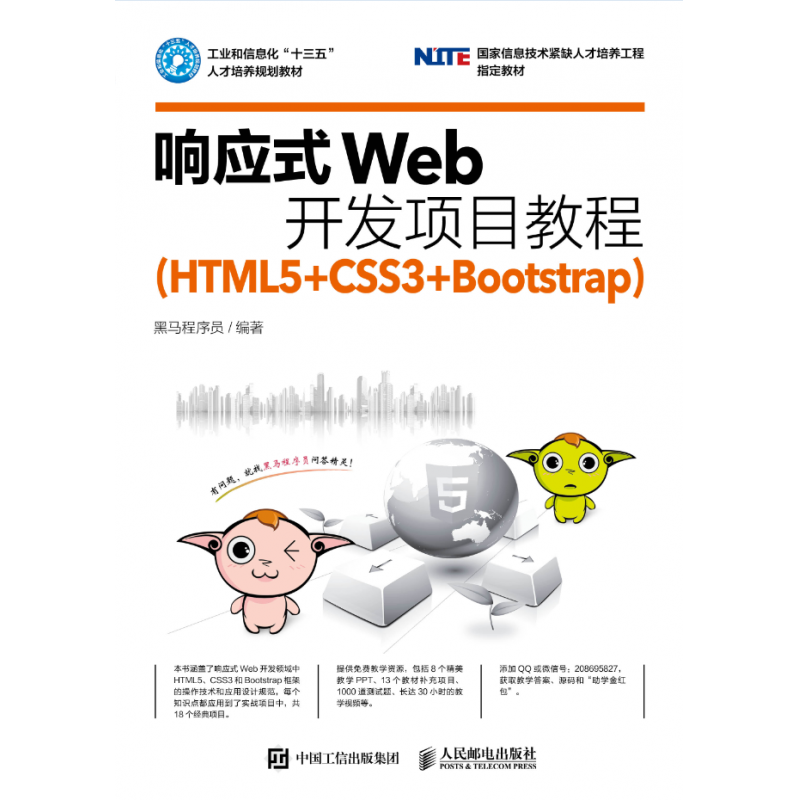 工业和信息化“十三五”
人才培养规划教材
NITE
国家信息技术紧缺人才培养工程
指定教材
响应式 Web
开发项目教程
(HTML5+CSS3+Bootstrap)
黑马程序员 / 编著
有问题，就找黑马程序员问答精灵！
5
本书涵盖了响应式 Web 开发领域中
HTML5、CSS3 和 Bootstrap 框架
的操作技术和应用设计规范。每个
知识点都应用到了实战项目中，共
18 个经典项目。
提供免费教学资源，包括 8 个精美
教学PPT、13 个教材补充项目、
1000 道测试题、长达 30 小时的教
学视频等。
添加 QQ 或微信号：208695827，
获取教学答案、源码和“助学金红
包”。
中国工信出版集团
人民邮电出版社
POSTS & TELECOM PRESS